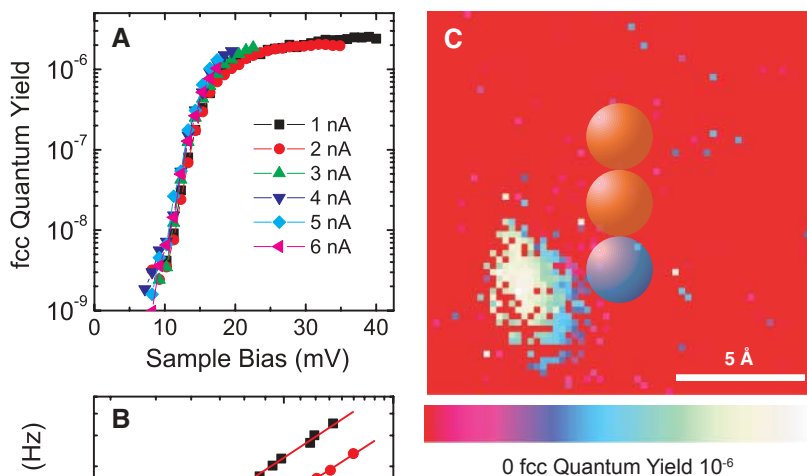 A
fcc Quantum Yield
10⁻⁶
10⁻⁷
10⁻⁸
10⁻⁹
1 nA
2 nA
3 nA
4 nA
5 nA
6 nA
0 10 20 30 40
Sample Bias (mV)
B
(Hz)
C
5 Å
0 fcc Quantum Yield 10⁻⁶